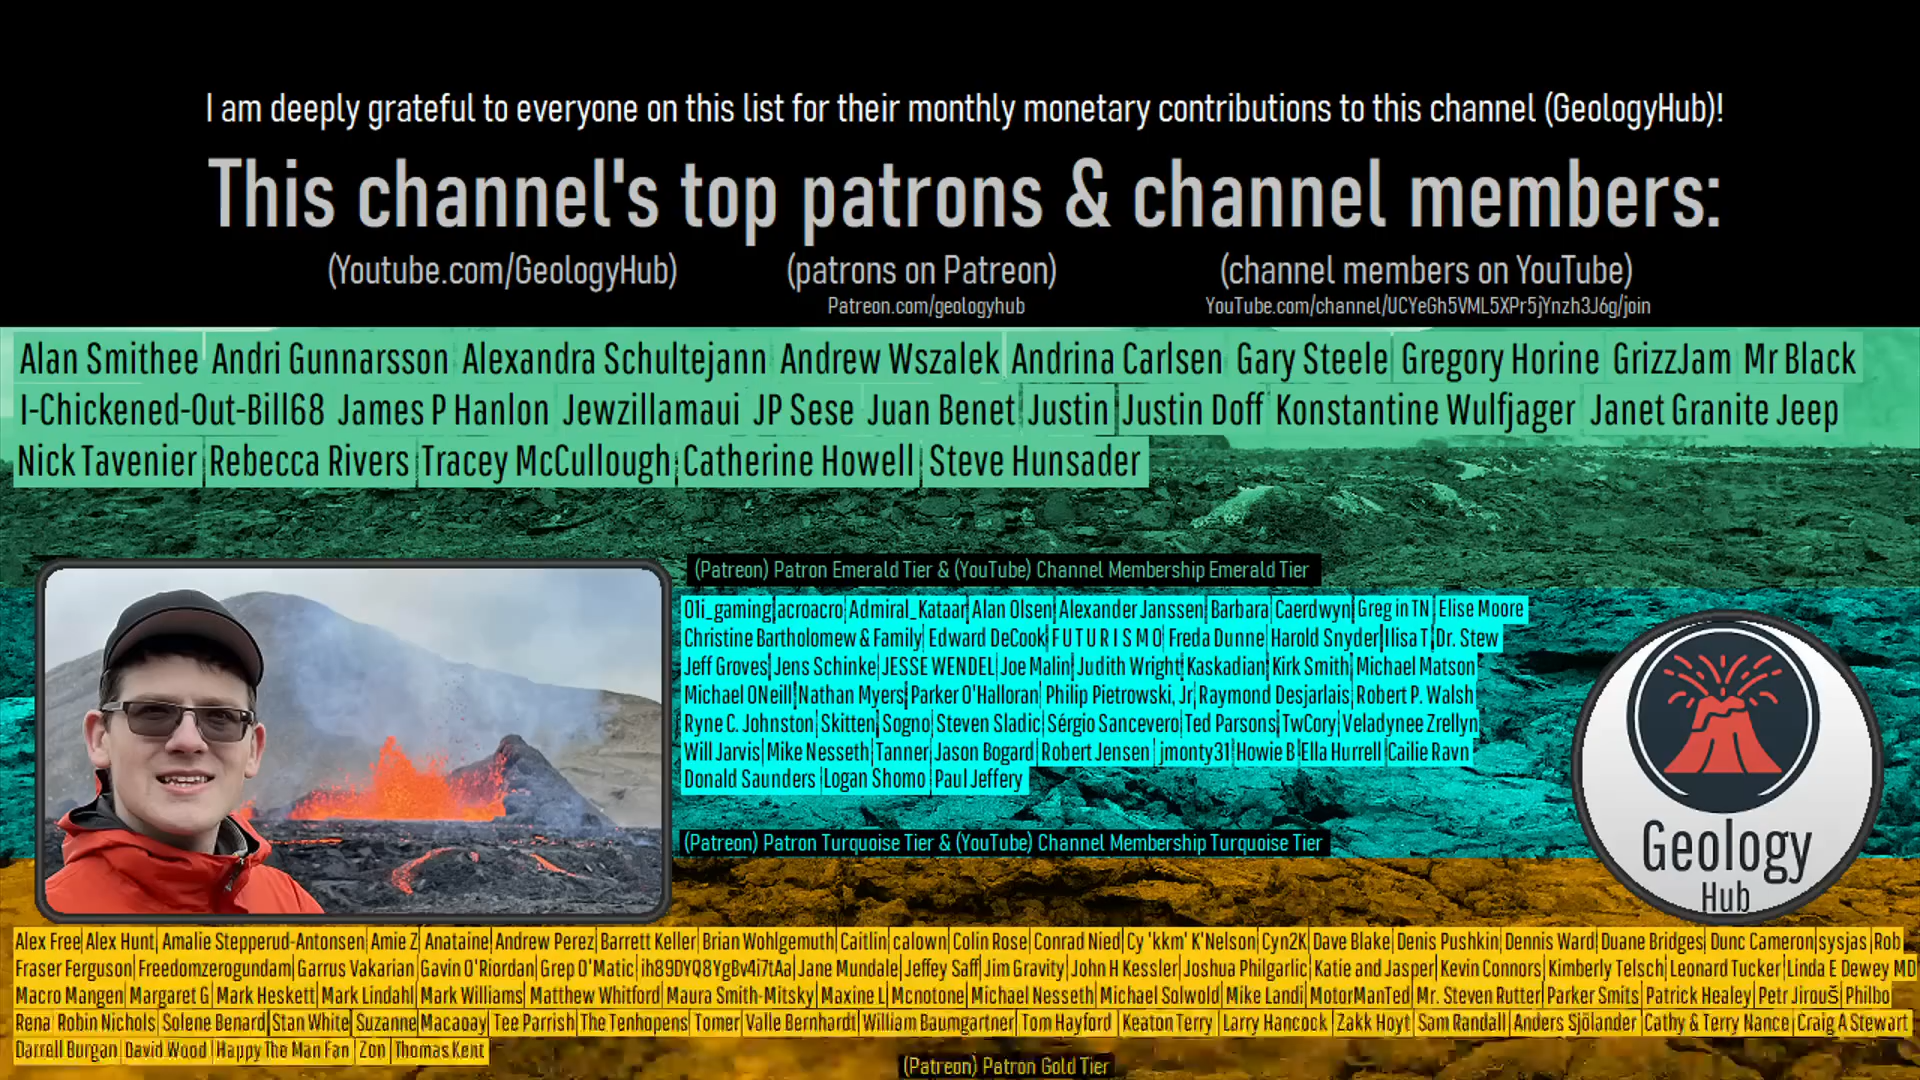 I am deeply grateful to everyone on this list for their monthly monetary contributions to this channel (GeologyHub)!
This channel's top patrons & channel members:
(Youtube.com/GeologyHub) (patrons on Patreon) (channel members on YouTube)
Patreon.com/geologyhub YouTube.com/channel/UCYeGh5VML5XPr5jYnzh3J6g/join
Alan Smithee Andri Gunnarsson Alexandra Schultejann Andrew Wszalek Andrina Carlsen Gary Steele Gregory Horine GrizzJam Mr Black
I-Chickened-Out-Bill68 James P Hanlon Jewzillamaui JP Sese Juan Benet Justin Justin Doff Konstantine Wulfjager Janet Granite Jeep
Nick Tavenier Rebecca Rivers Tracey McCullough Catherine Howell Steve Hunsader
(Patreon) Patron Emerald Tier & (YouTube) Channel Membership Emerald Tier
O1i_gaming acroacro Admiral_Kataar Alan Olsen Alexander Janssen Barbara Caerdwyn Greg in TN Elise Moore
Christine Bartholomew & Family Edward DeCook F U T U R I S M O Freda Dunne Harold Snyder Ilisa T Dr. Stew
Jeff Groves Jens Schinke JESSE WENDEL Joe Malin Judith Wright Kaskadian Kirk Smith Michael Matson
Michael ONeill Nathan Myers Parker O'Halloran Philip Pietrowski, Jr Raymond Desjarlais Robert P. Walsh
Ryne C. Johnston Skitten Sogno Steven Sladic Sérgio Sancevero Ted Parsons TwCory Veladynee Zrellyn
Will Jarvis Mike Nesseth Tanner Jason Bogard Robert Jensen jmonty31 Howie B Ella Hurrell Cailie Ravn
Donald Saunders Logan Shomo Paul Jeffery
(Patreon) Patron Turquoise Tier & (YouTube) Channel Membership Turquoise Tier
Geology
Hub
Alex Free Alex Hunt Amalie Stepperud-Antonsen Amie Z Anataine Andrew Perez Barrett Keller Brian Wohlgemuth Caitlin calown Colin Rose Conrad Nied Cy 'kkm' K'Nelson Cyn2K Dave Blake Denis Pushkin Dennis Ward Duane Bridges Dunc Cameron sysjas Rob
Fraser Ferguson Freedomzerogundam Garrus Vakarian Gavin O'Riordan Grep O'Matic ih89DYQ8YgBv4i7tAa Jane Mundale Jeffey Saff Jim Gravity John H Kessler Joshua Philgarlic Katie and Jasper Kevin Connors Kimberly Telsch Leonard Tucker Linda E Dewey MD
Macro Mangen Margaret G Mark Heskett Mark Lindahl Mark Williams Matthew Whitford Maura Smith-Mitsky Maxine L Mcnotone Michael Nesseth Michael Solwold Mike Landi MotorManTed Mr. Steven Rutter Parker Smits Patrick Healey Petr Jirouš Philbo
Rena Robin Nichols Solene Benard Stan White Suzanne Macaoay Tee Parrish The Tenhopens Tomer Valle Bernhardt William Baumgartner Tom Hayford Keaton Terry Larry Hancock Zakk Hoyt Sam Randall Anders Sjölander Cathy & Terry Nance Craig A Stewart
Darrell Burgan David Wood Happy The Man Fan Zon Thomas Kent
(Patreon) Patron Gold Tier